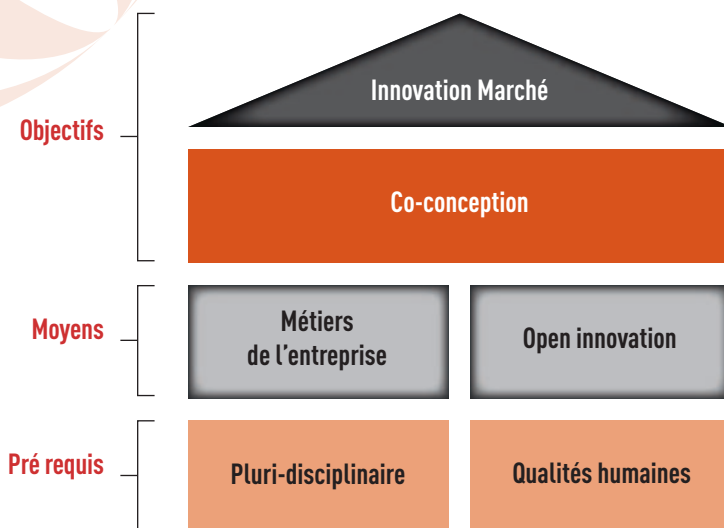 Innovation Marché
Objectifs
Co-conception
Moyens
Métiers
de l'entreprise
Open innovation
Pré requis
Pluri-disciplinaire
Qualités humaines